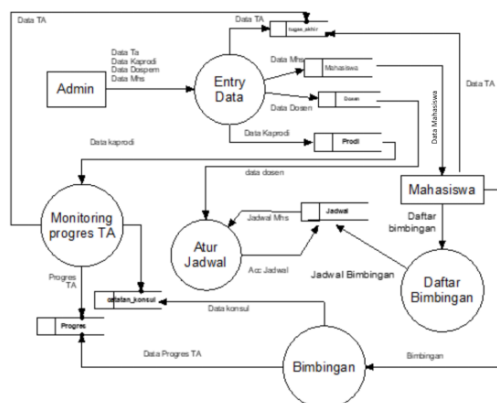 Data TA
Data TA
tugas_akhir
Data Ta
Data Kaprodi
Data Dospem
Data Mhs
Admin
Entry
Data
Data Mhs
Mahasiswa
Data Dosen
Dosen
Data TA
Data Mahasiswa
Data Kaprodi
Prodi
Data kaprodi
data dosen
Mahasiswa
Monitoring
progres TA
Jadwal Mhs
Jadwal
Daftar
bimbingan
Atur
Jadwal
Acc Jadwal
Jadwal Bimbingan
Daftar
Bimbingan
Progres
TA
catatan_konsul
Data konsul
Progres
Data Progres TA
Bimbingan
Bimbingan